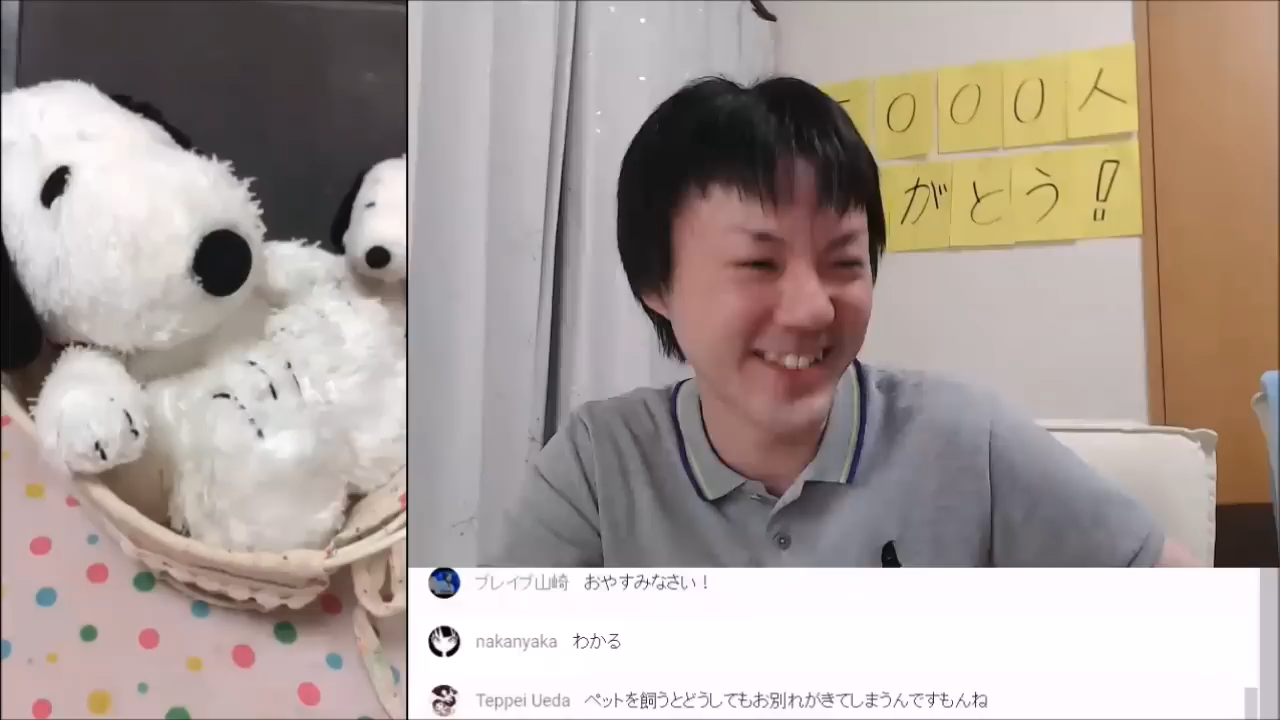 ０００人
がとう!
ブレイブ山崎 おやすみなさい！
nakanyaka わかる
Teppei Ueda ペットを飼うとどうしてもお別れがきてしまうんですもんね